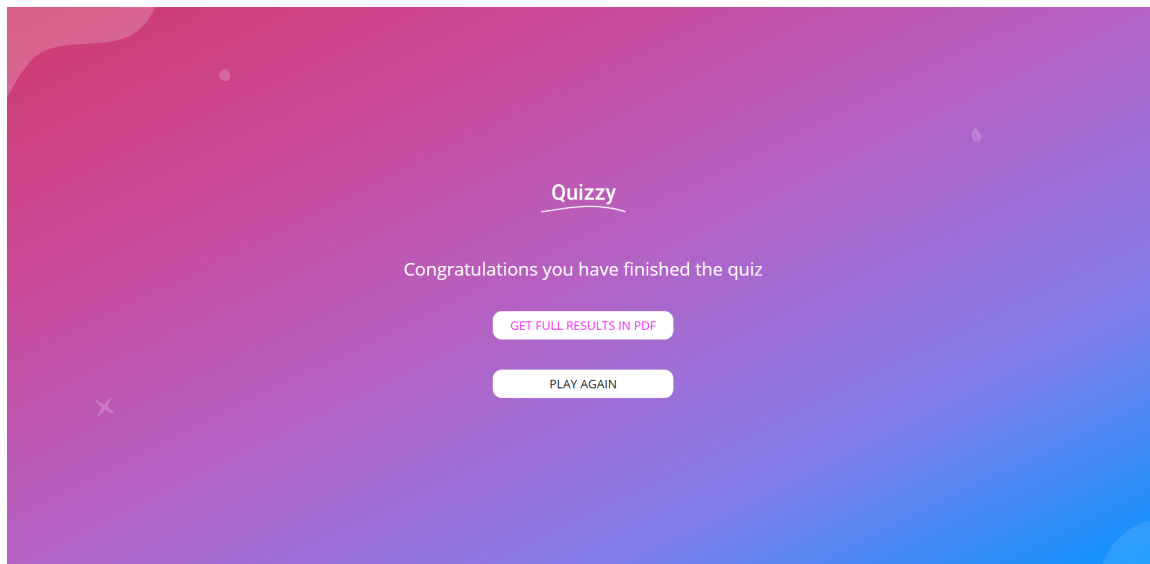 Quizzy
Congratulations you have finished the quiz
GET FULL RESULTS IN PDF
PLAY AGAIN